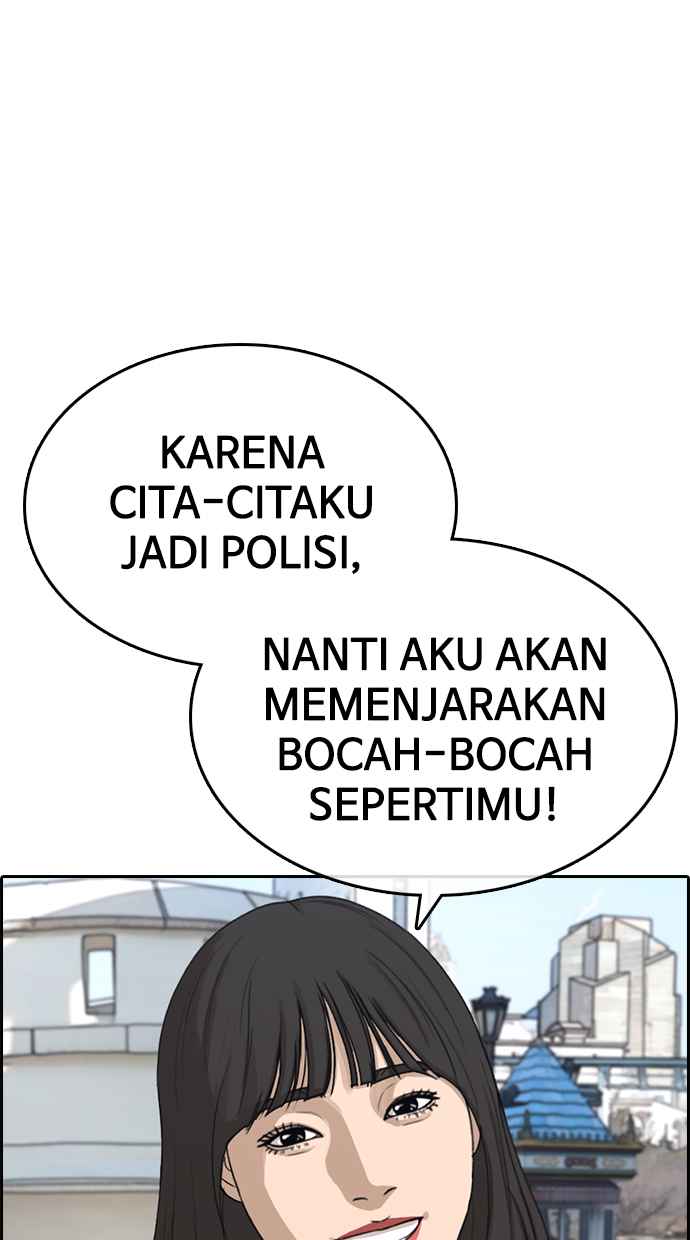 KARENA
CITA-CITAKU
JADI POLISI,
NANTI AKU AKAN
MEMENJARAKAN
BOCAH-BOCAH
SEPERTIMU!